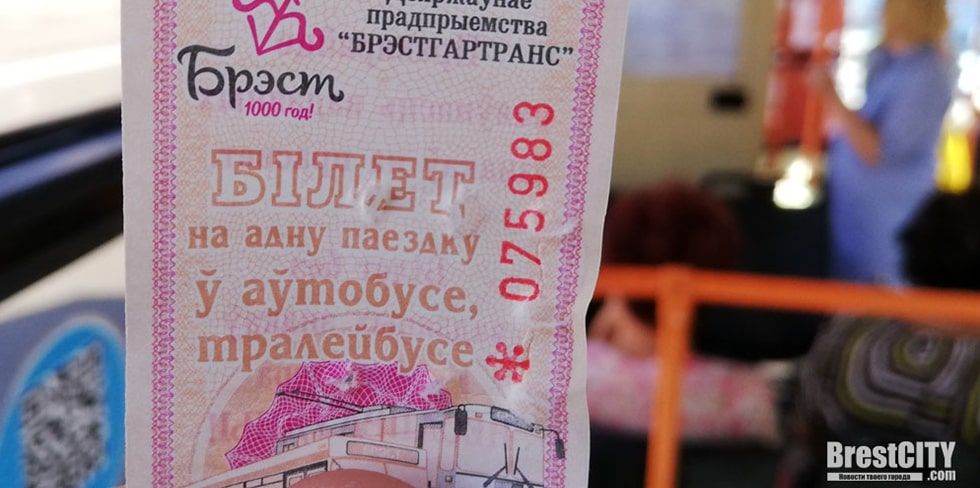 Дзяржаўнае
прадпрыемства
“БРЭСТГАРТРАНС”
Брэст
1000 год!
БІЛЕТ
на адну паездку
ў аўтобусе,
тралейбусе
*075983
BrestCITY
Новости твоего города .com